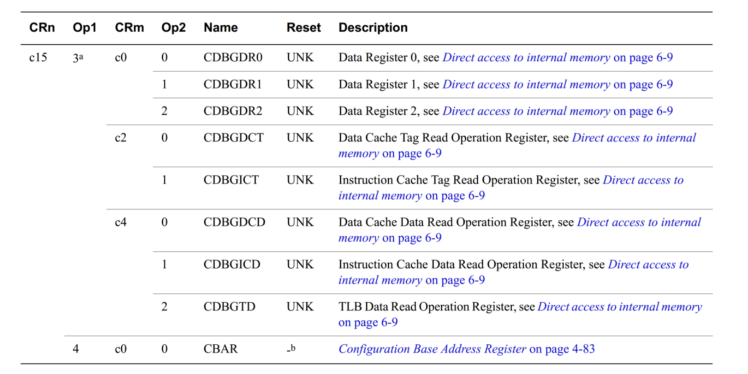 CRn Op1 CRm Op2 Name Reset Description
c15 3a c0 0 CDBGDR0 UNK Data Register 0, see Direct access to internal memory on page 6-9
1 CDBGDR1 UNK Data Register 1, see Direct access to internal memory on page 6-9
2 CDBGDR2 UNK Data Register 2, see Direct access to internal memory on page 6-9
c2 0 CDBGDCT UNK Data Cache Tag Read Operation Register, see Direct access to internal
memory on page 6-9
1 CDBGICT UNK Instruction Cache Tag Read Operation Register, see Direct access to
internal memory on page 6-9
c4 0 CDBGDCD UNK Data Cache Data Read Operation Register, see Direct access to internal
memory on page 6-9
1 CDBGICD UNK Instruction Cache Data Read Operation Register, see Direct access to
internal memory on page 6-9
2 CDBGTD UNK TLB Data Read Operation Register, see Direct access to internal memory
on page 6-9
4 c0 0 CBAR -b Configuration Base Address Register on page 4-83